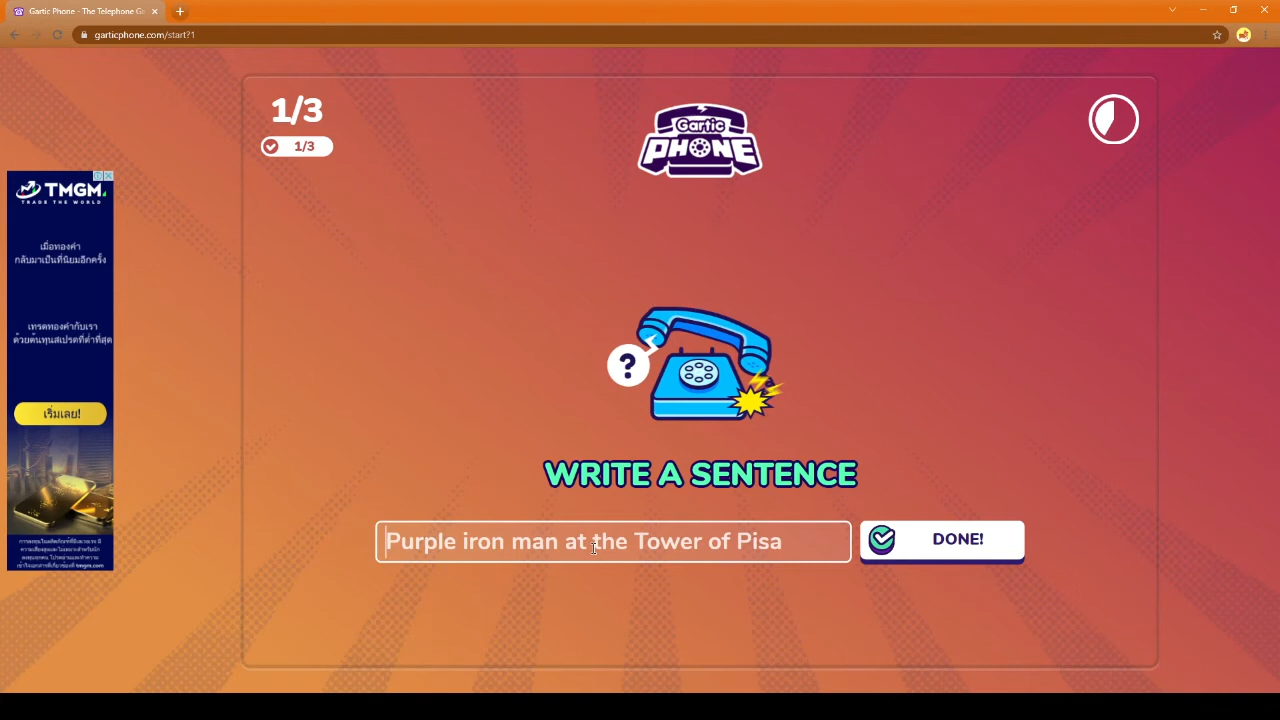 Gartic Phone - The Telephone Ga
garticphone.com/start?1
1/3
1/3
Gartic
PHONE
TMGM
TRADE THE WORLD
เมื่อทองคำ
กลับมาเป็นที่นิยมอีกครั้ง
เทรดทองคำกับเรา
ด้วยต้นทุนสเปรดที่ต่ำที่สุด
เริ่มเลย!
?
WRITE A SENTENCE
Purple iron man at the Tower of Pisa
DONE!